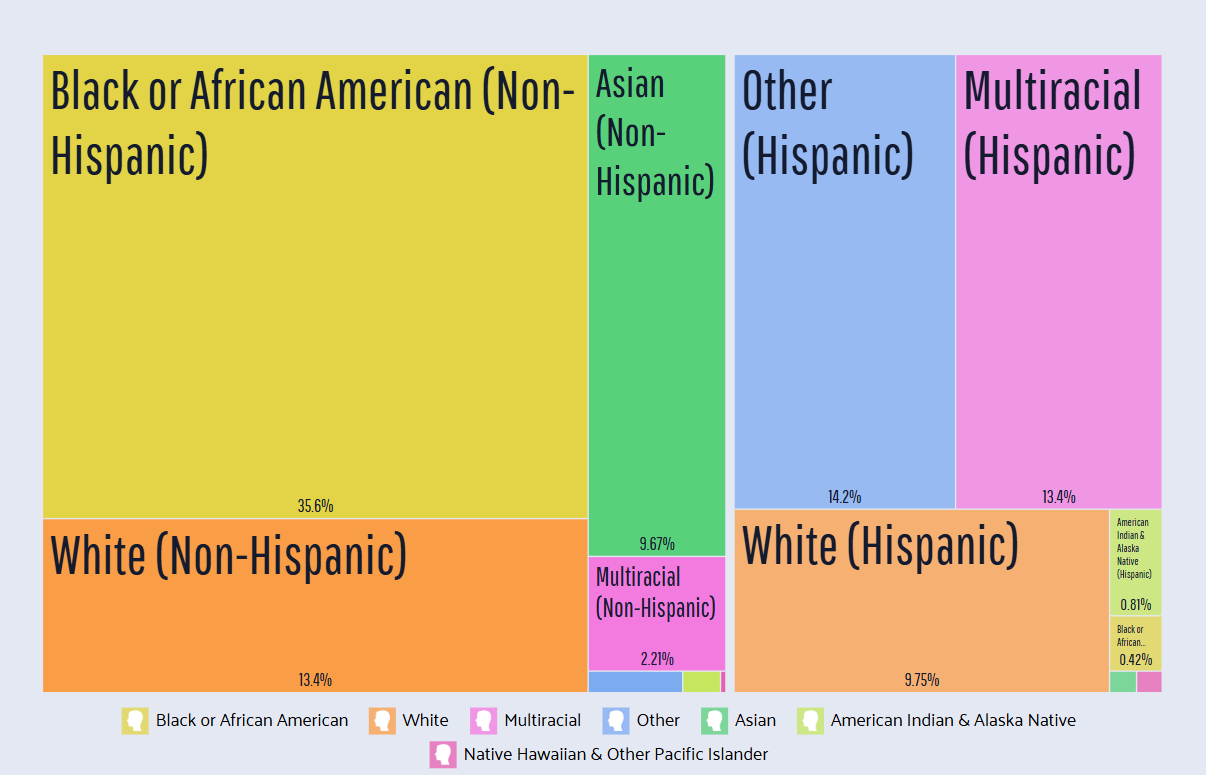 Black or African American (Non-
Hispanic)
35.6%
White (Non-Hispanic)
13.4%
Asian
(Non-
Hispanic)
9.67%
Multiracial
(Non-Hispanic)
2.21%
Other
(Hispanic)
14.2%
Multiracial
(Hispanic)
13.4%
White (Hispanic)
9.75%
American
Indian &
Alaska
Native
(Hispanic)
0.81%
Black or
African...
0.42%
Black or African American
White
Multiracial
Other
Asian
American Indian & Alaska Native
Native Hawaiian & Other Pacific Islander